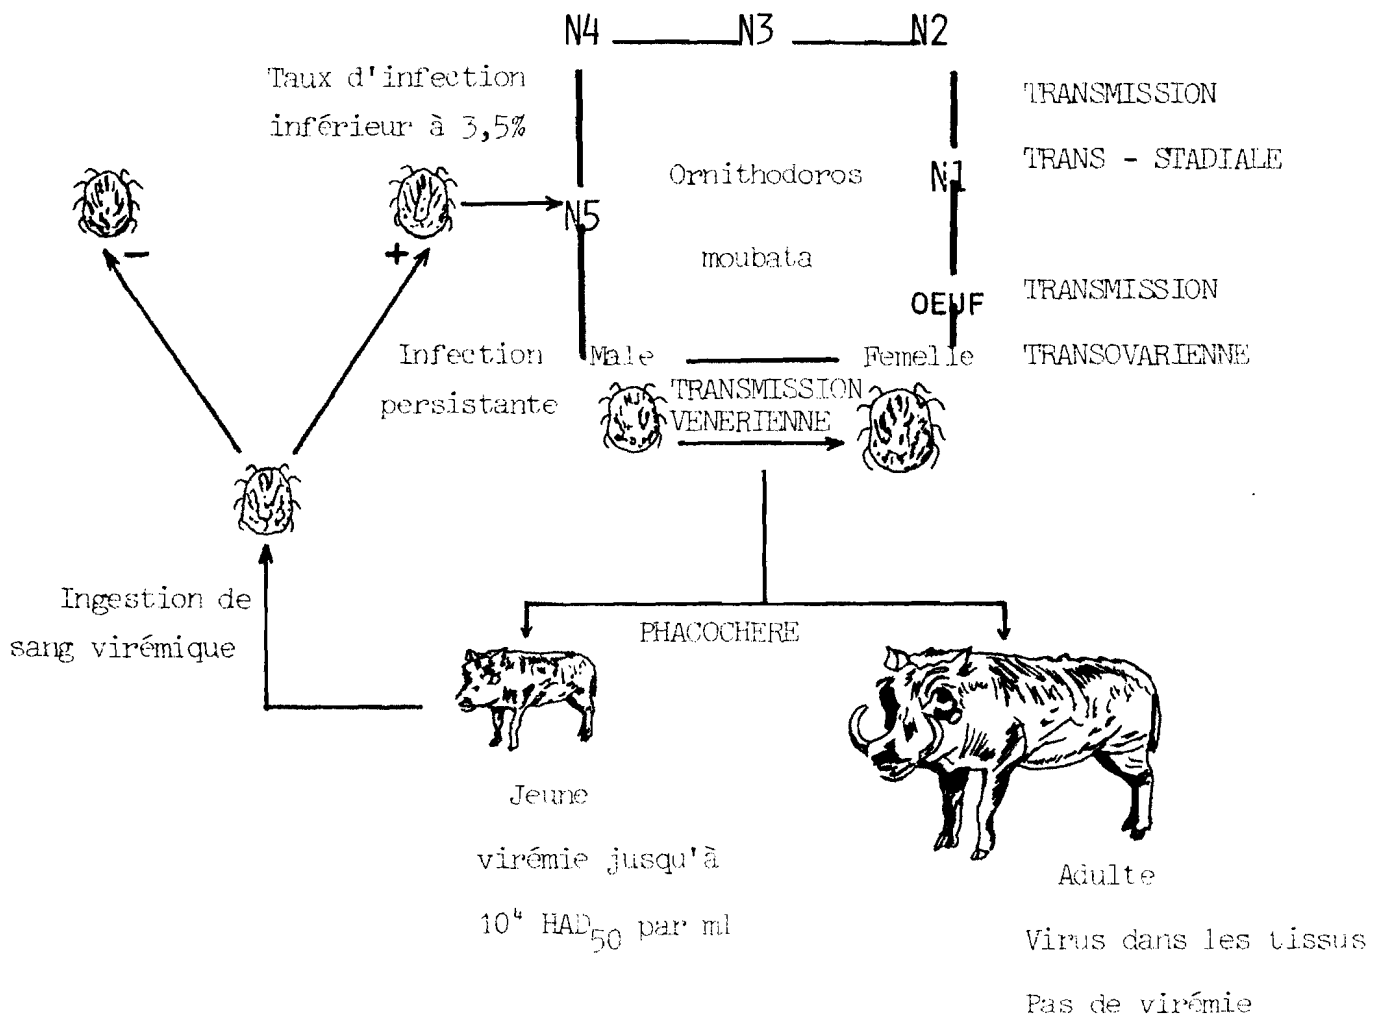 N4 N3 N2
Taux d'infection
inférieur à 3,5%
TRANSMISSION
TRANS - STADIALE
Ornithodoros
moubata
N1
N5
- +
OEUF
TRANSMISSION
TRANSOVARIENNE
Infection
persistante
Male
Femelle
TRANSMISSION
VENERIENNE
Ingestion de
sang virémique
PHACOCHERE
Jeune
virémie jusqu'à
10⁴ HAD₅₀ par ml
Adulte
Virus dans les tissus
Pas de virémie